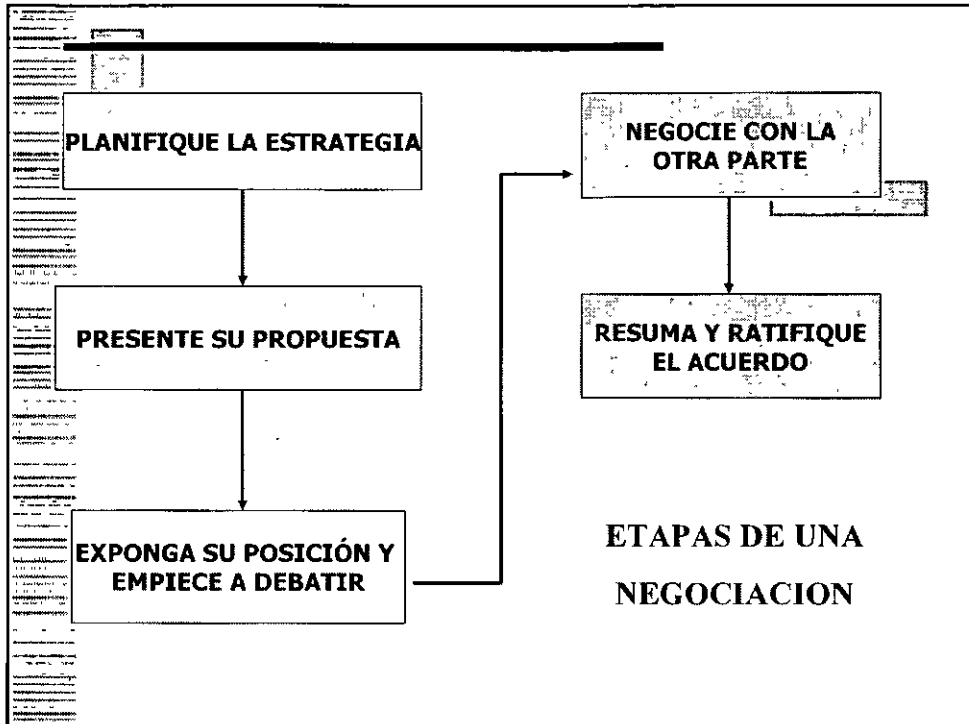 PLANIFIQUE LA ESTRATEGIA
PRESENTE SU PROPUESTA
EXPONGA SU POSICIÓN Y
EMPIECE A DEBATIR
NEGOCIE CON LA
OTRA PARTE
RESUMA Y RATIFIQUE
EL ACUERDO
ETAPAS DE UNA
NEGOCIACION